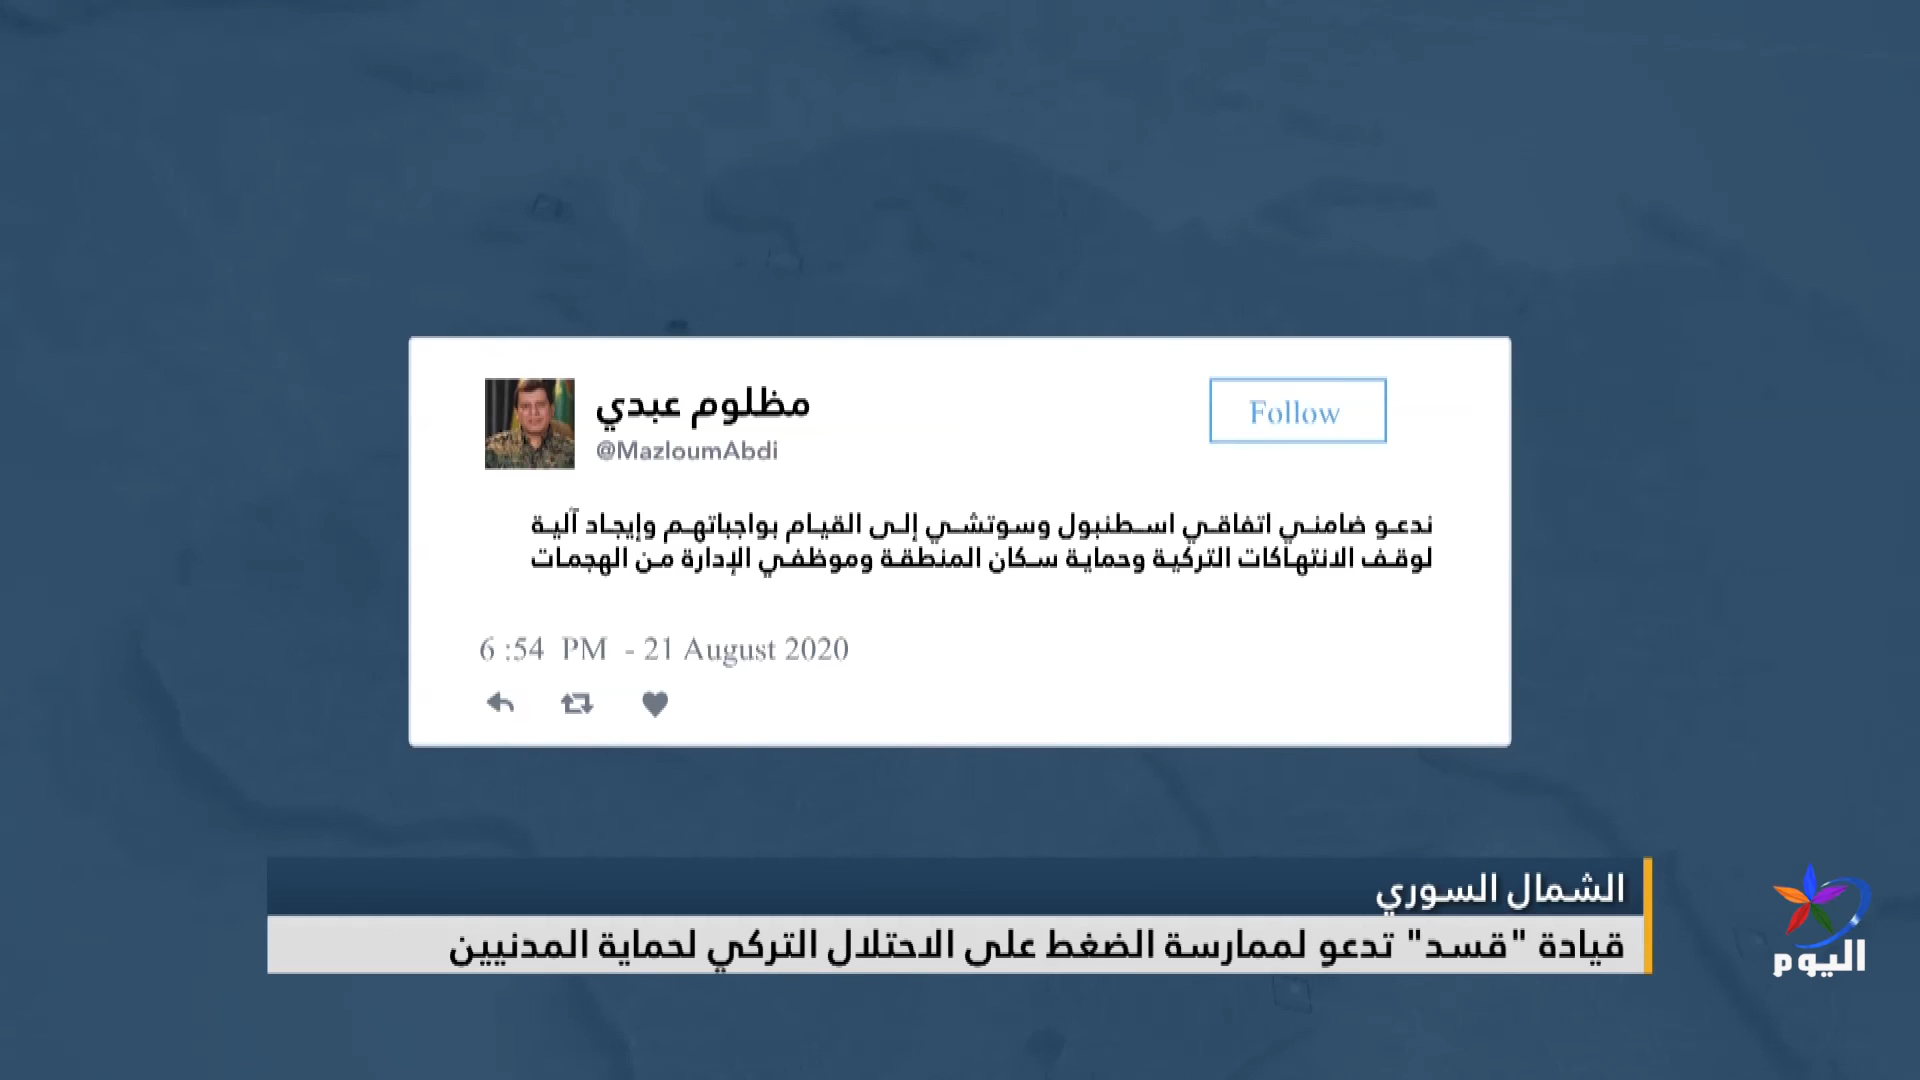 مظلوم عبدي
@MazloumAbdi
Follow
ندعو ضامني اتفاقي اسطنبول وسوتشي إلى القيام بواجباتهم وإيجاد آلية
لوقف الانتهاكات التركية وحماية سكان المنطقة وموظفي الإدارة من الهجمات
6 :54 PM - 21 August 2020
الشمال السوري
قيادة "قسد" تدعو لممارسة الضغط على الاحتلال التركي لحماية المدنيين
اليوم